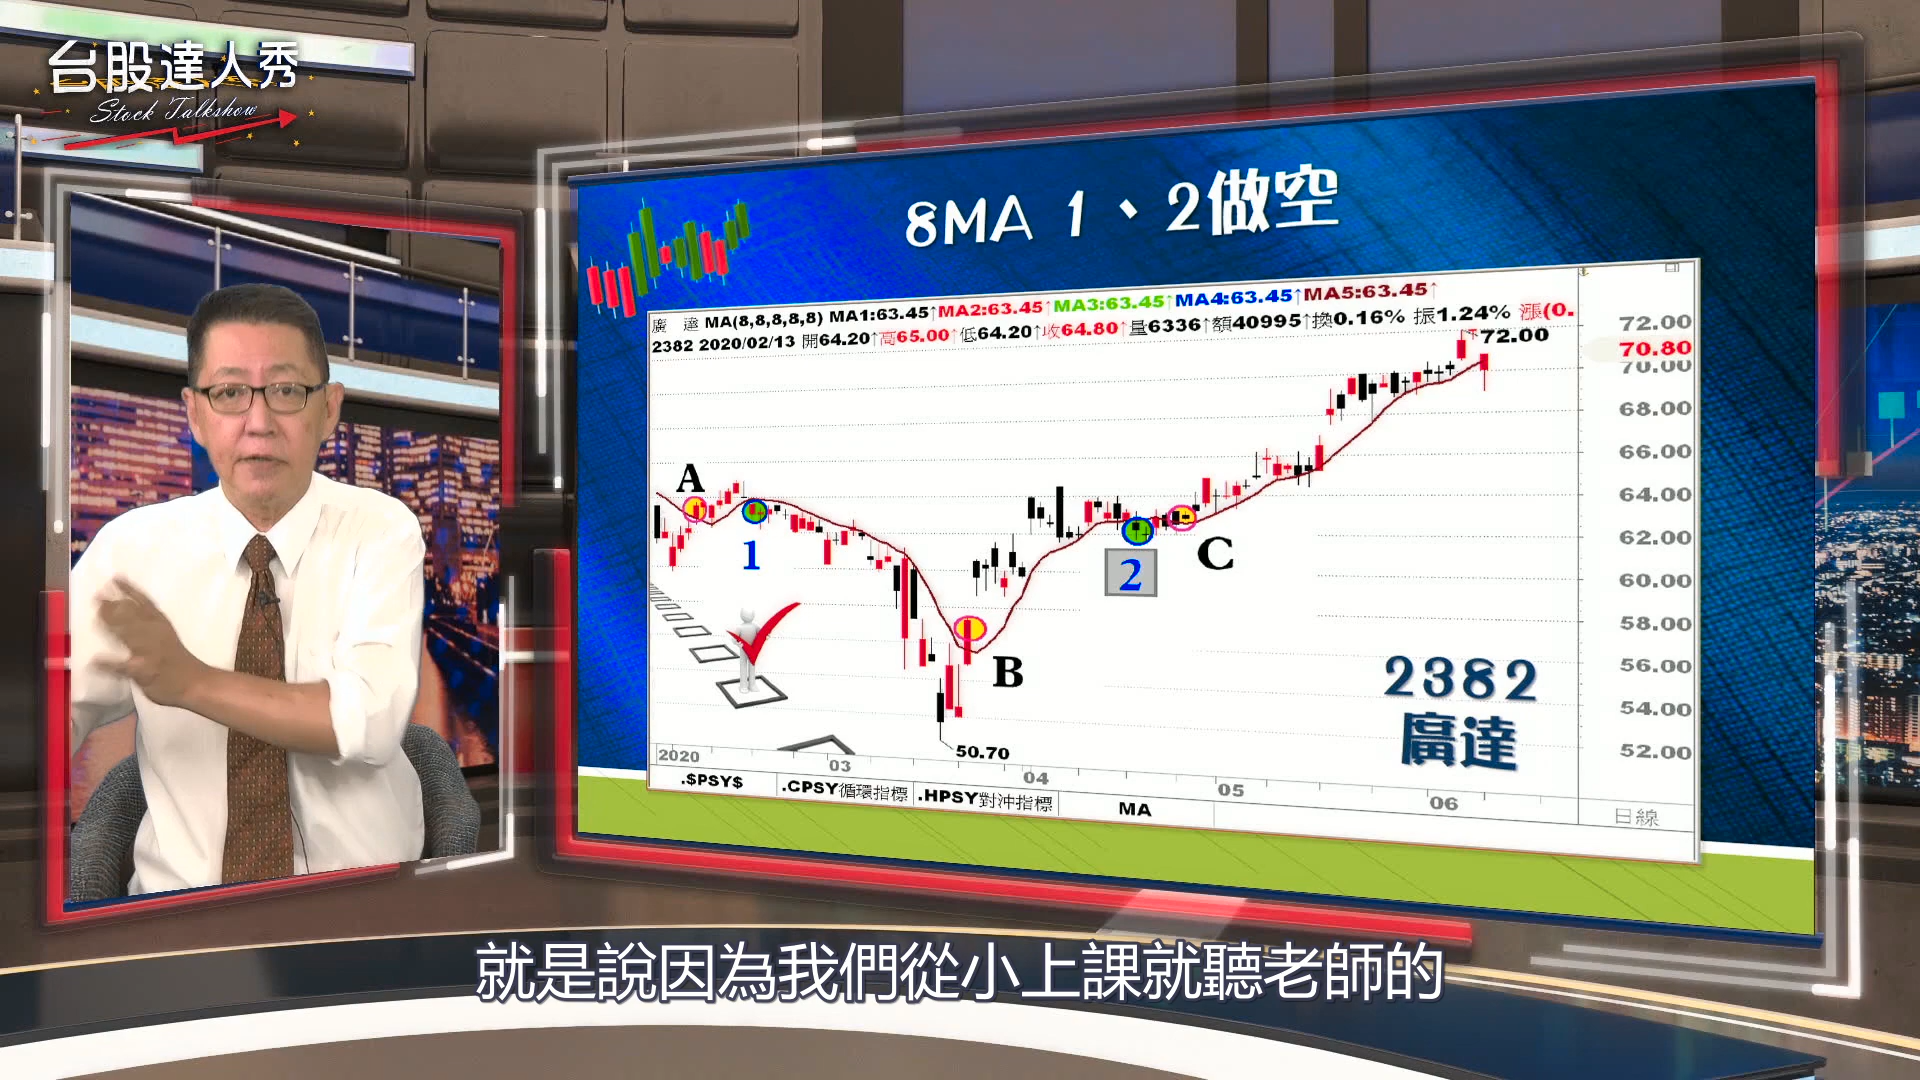 台股達人秀
Stock Talkshow
8MA 1、2做空
廣 達 MA(8,8,8,8,8) MA1:63.45↑MA2:63.45↑MA3:63.45↑MA4:63.45↑MA5:63.45↑
2382 2020/02/13 開64.20↑高65.00↑低64.20↑收64.80↑量6336↑額40995↑換0.16% 振1.24% 漲(0.
72.00
72.00
70.80
70.00
68.00
66.00
64.00
62.00
60.00
58.00
56.00
54.00
52.00
A
1
B
2
C
50.70
2382
廣達
2020
03
04
05
06
日線
.$PSY$
.CPSY循環指標
.HPSY對沖指標
MA
就是說因為我們從小上課就聽老師的